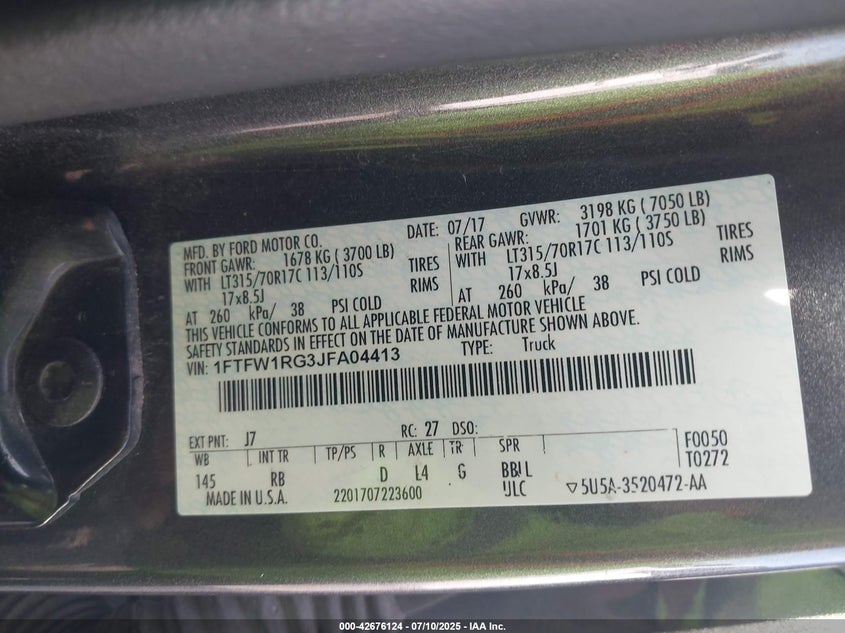 MFD. BY FORD MOTOR CO. DATE: 07/17 GVWR: 3198 KG ( 7050 LB)
FRONT GAWR: 1678 KG ( 3700 LB) REAR GAWR: 1701 KG ( 3750 LB)
WITH LT315/70R17C 113/110S TIRES WITH LT315/70R17C 113/110S TIRES
17x8.5J RIMS 17x8.5J RIMS
AT 260 kPa/ 38 PSI COLD AT 260 kPa/ 38 PSI COLD
THIS VEHICLE CONFORMS TO ALL APPLICABLE FEDERAL MOTOR VEHICLE
SAFETY STANDARDS IN EFFECT ON THE DATE OF MANUFACTURE SHOWN ABOVE.
VIN: 1FTFW1RG3JFA04413 TYPE: Truck
EXT PNT: J7 RC: 27 DSO: F0050
WB INT TR TP/PS R AXLE TR SPR T0272
145 RB D L4 G BBIL
MADE IN U.S.A. 2201707223600 ULC ▽5U5A-3520472-AA
000-42676124 - 07/10/2025 - IAA Inc.